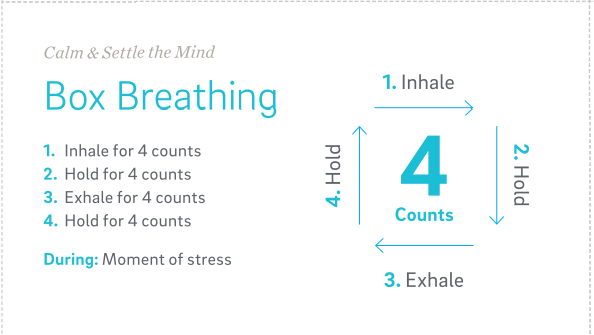 Calm & Settle the Mind
Box Breathing
1. Inhale for 4 counts
2. Hold for 4 counts
3. Exhale for 4 counts
4. Hold for 4 counts
During: Moment of stress
1. Inhale
2. Hold
3. Exhale
4. Hold
4
Counts